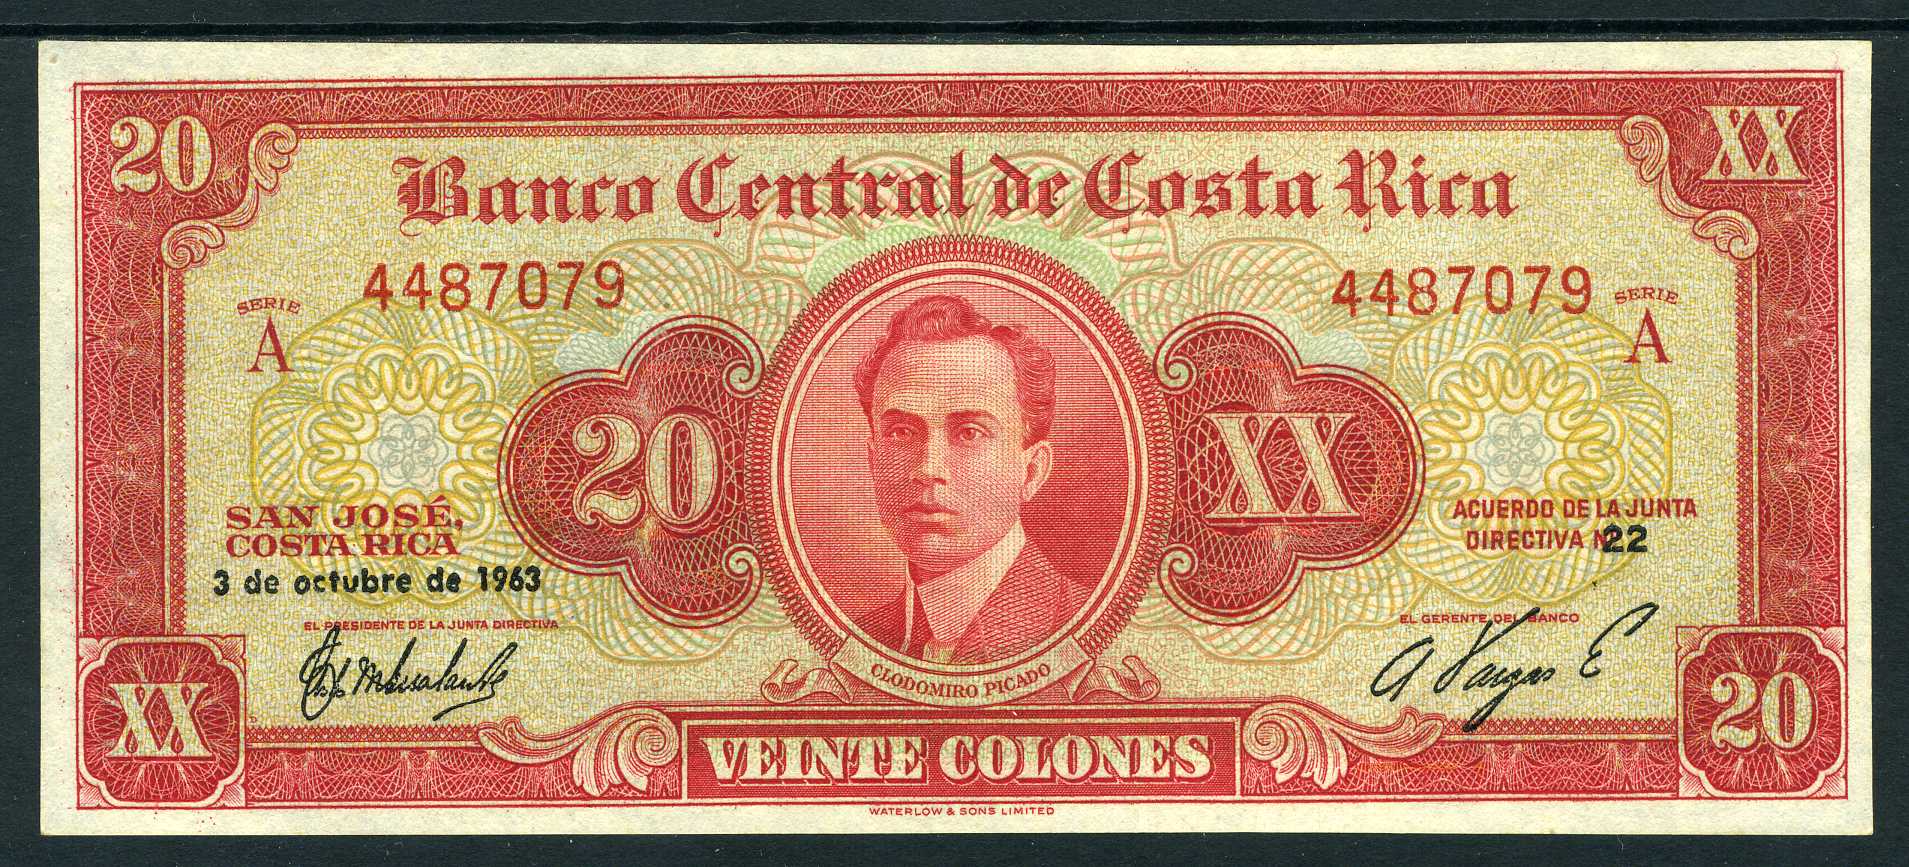 20 XX
Banco Central de Costa Rica
4487079 4487079
SERIE SERIE
A A
20 XX
SAN JOSÉ,
COSTA RICA
3 de octubre de 1963
ACUERDO DE LA JUNTA
DIRECTIVA Nº 22
EL PRESIDENTE DE LA JUNTA DIRECTIVA
EL GERENTE DEL BANCO
A Vargas E
CLODOMIRO PICADO
XX 20
VEINTE COLONES
WATERLOW & SONS LIMITED